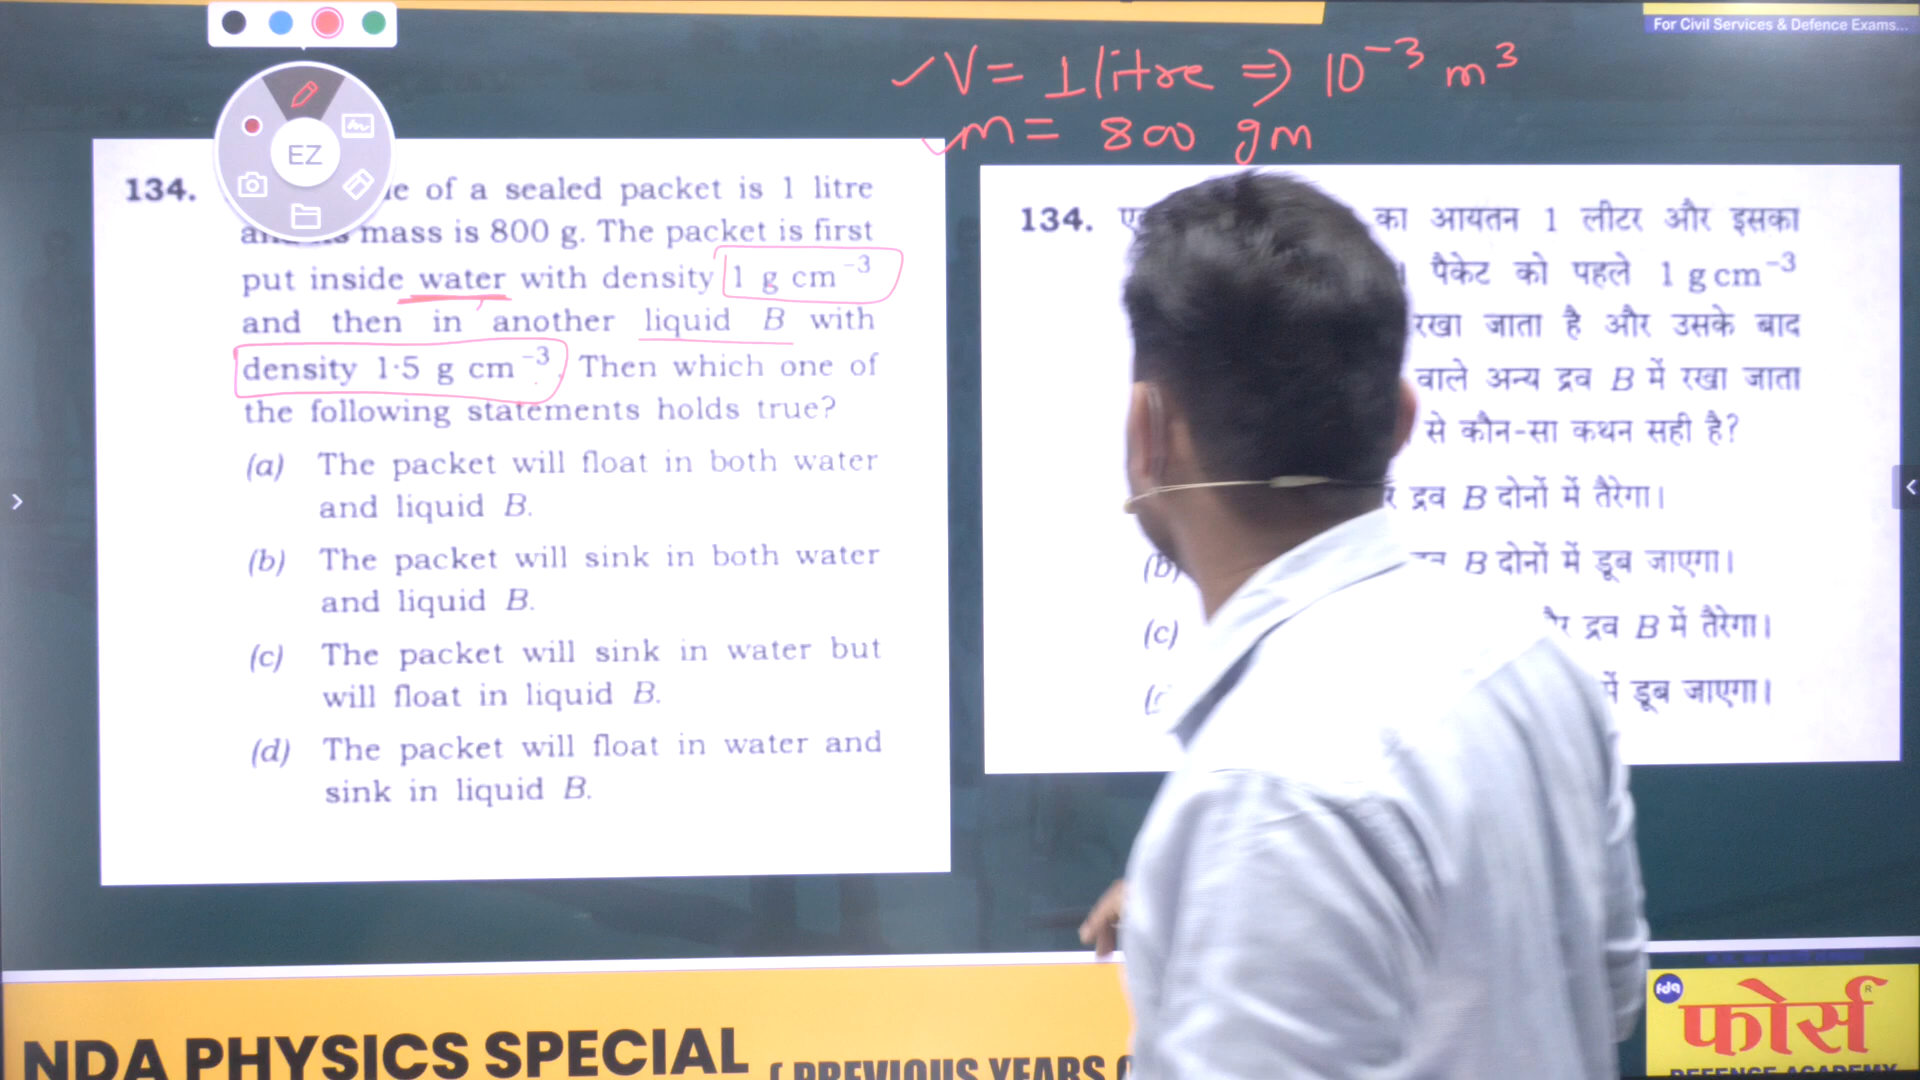 For Civil Services & Defence Exams...
V = 1 litre ⇒ 10⁻³ m³
m = 800 gm
EZ
134.
of a sealed packet is 1 litre
mass is 800 g. The packet is first
put inside water with density 1 g cm⁻³
and then in another liquid B with
density 1·5 g cm⁻³. Then which one of
the following statements holds true?
(a) The packet will float in both water
and liquid B.
(b) The packet will sink in both water
and liquid B.
(c) The packet will sink in water but
will float in liquid B.
(d) The packet will float in water and
sink in liquid B.
134. का आयतन 1 लीटर और इसका
पैकेट को पहले 1 g cm⁻³
रखा जाता है और उसके बाद
वाले अन्य द्रव B में रखा जाता
से कौन-सा कथन सही है?
द्रव B दोनों में तैरेगा।
(b) B दोनों में डूब जाएगा।
(c) द्रव B में तैरेगा।
में डूब जाएगा।
NDA PHYSICS SPECIAL
( PREVIOUS YEARS
fda
फोर्स
R
DEFENCE ACADEMY